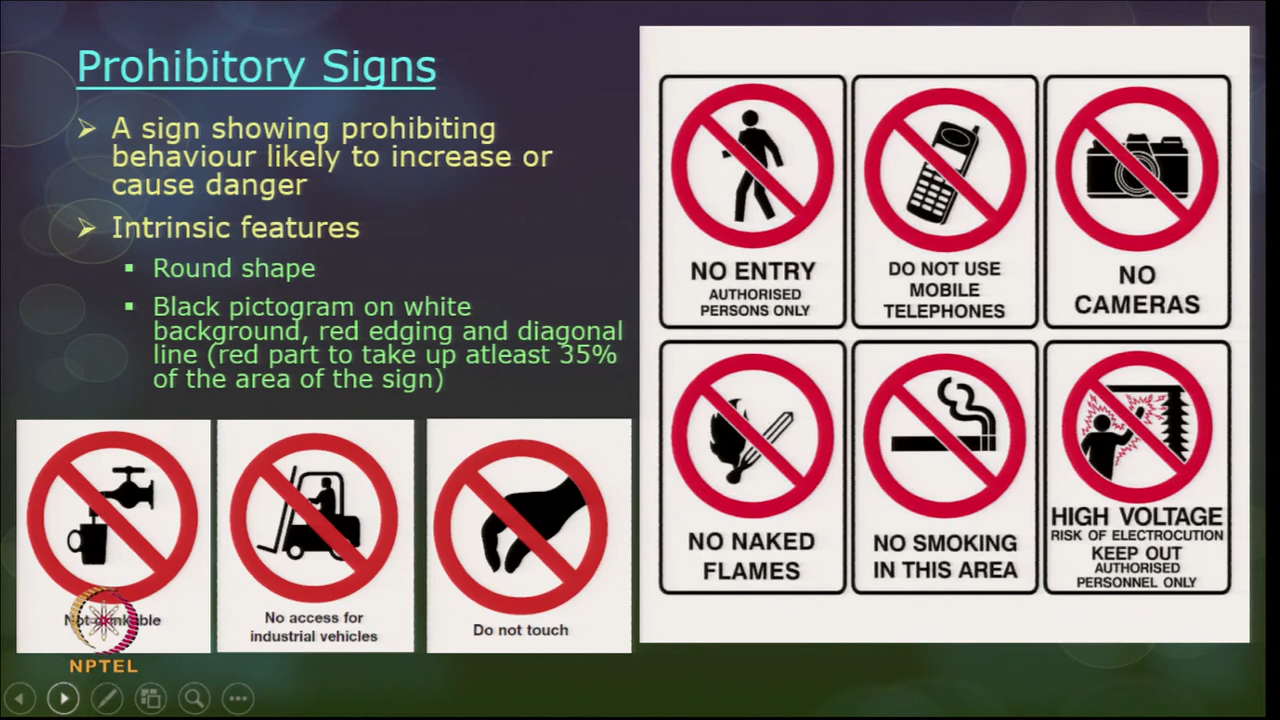 Prohibitory Signs
A sign showing prohibiting
behaviour likely to increase or
cause danger
Intrinsic features
Round shape
Black pictogram on white
background, red edging and diagonal
line (red part to take up atleast 35%
of the area of the sign)
Not drinkable
No access for
industrial vehicles
Do not touch
NO ENTRY
AUTHORISED
PERSONS ONLY
DO NOT USE
MOBILE
TELEPHONES
NO
CAMERAS
NO NAKED
FLAMES
NO SMOKING
IN THIS AREA
HIGH VOLTAGE
RISK OF ELECTROCUTION
KEEP OUT
AUTHORISED
PERSONNEL ONLY
NPTEL